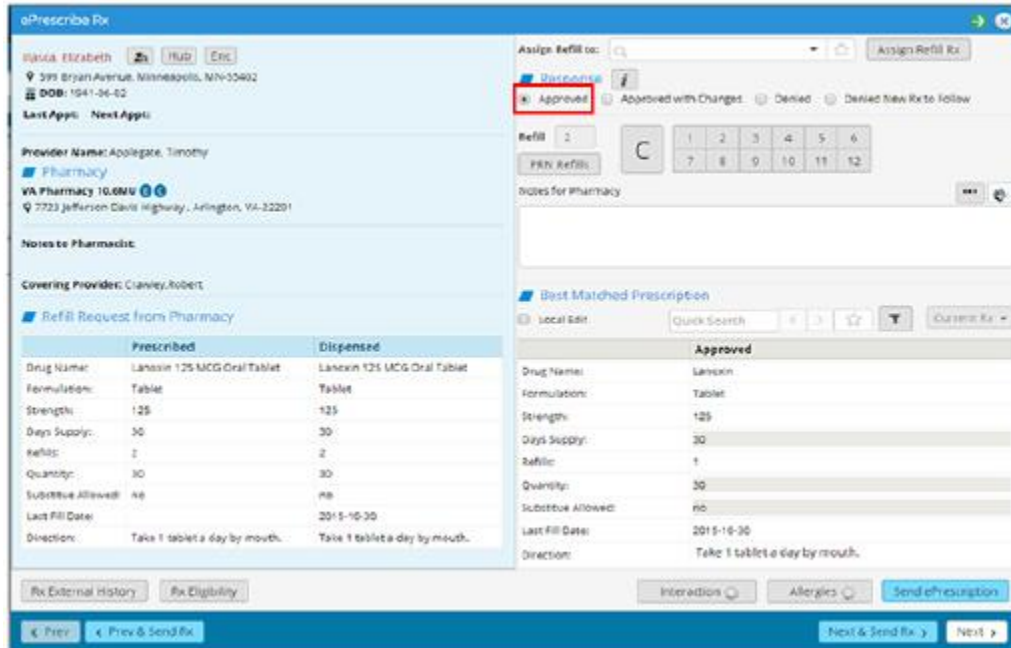 ePrescribe Rx
Elizabeth Hub Enc
599 Bryan Avenue, Minneapolis, MN-55402
DOB: 1941-06-02
Last Appt: Next Appt:
Provider Name: Applegate, Timothy
Pharmacy
VA Pharmacy 10.6MU
7723 Jefferson Davis Highway, Arlington, VA-22201
Notes to Pharmacist:
Covering Provider: Crawley, Robert
Refill Request from Pharmacy
Prescribed Dispensed
Drug Name: Lanoxin 125 MCG Oral Tablet Lanoxin 125 MCG Oral Tablet
Formulation: Tablet Tablet
Strength: 125 125
Days Supply: 30 30
Refills: 2 2
Quantity: 30 30
Substitue Allowed: no no
Last Fill Date: 2015-10-30
Direction: Take 1 tablet a day by mouth. Take 1 tablet a day by mouth.
Rx External History Rx Eligibility
Prev Prev & Send Rx
Assign Refill to: Assign Refill Rx
Response i
Approved Approved with Changes Denied Denied New Rx to Follow
Refill 2 C 1 2 3 4 5 6
PRN Refills 7 8 9 10 11 12
Notes for Pharmacy
Best Matched Prescription
Local Edit Quick Search Current Rx
Approved
Drug Name: Lanoxin
Formulation: Tablet
Strength: 125
Days Supply: 30
Refills: 1
Quantity: 30
Substitue Allowed: no
Last Fill Date: 2015-10-30
Direction: Take 1 tablet a day by mouth.
Interaction Allergies Send ePrescription
Next & Send Rx Next